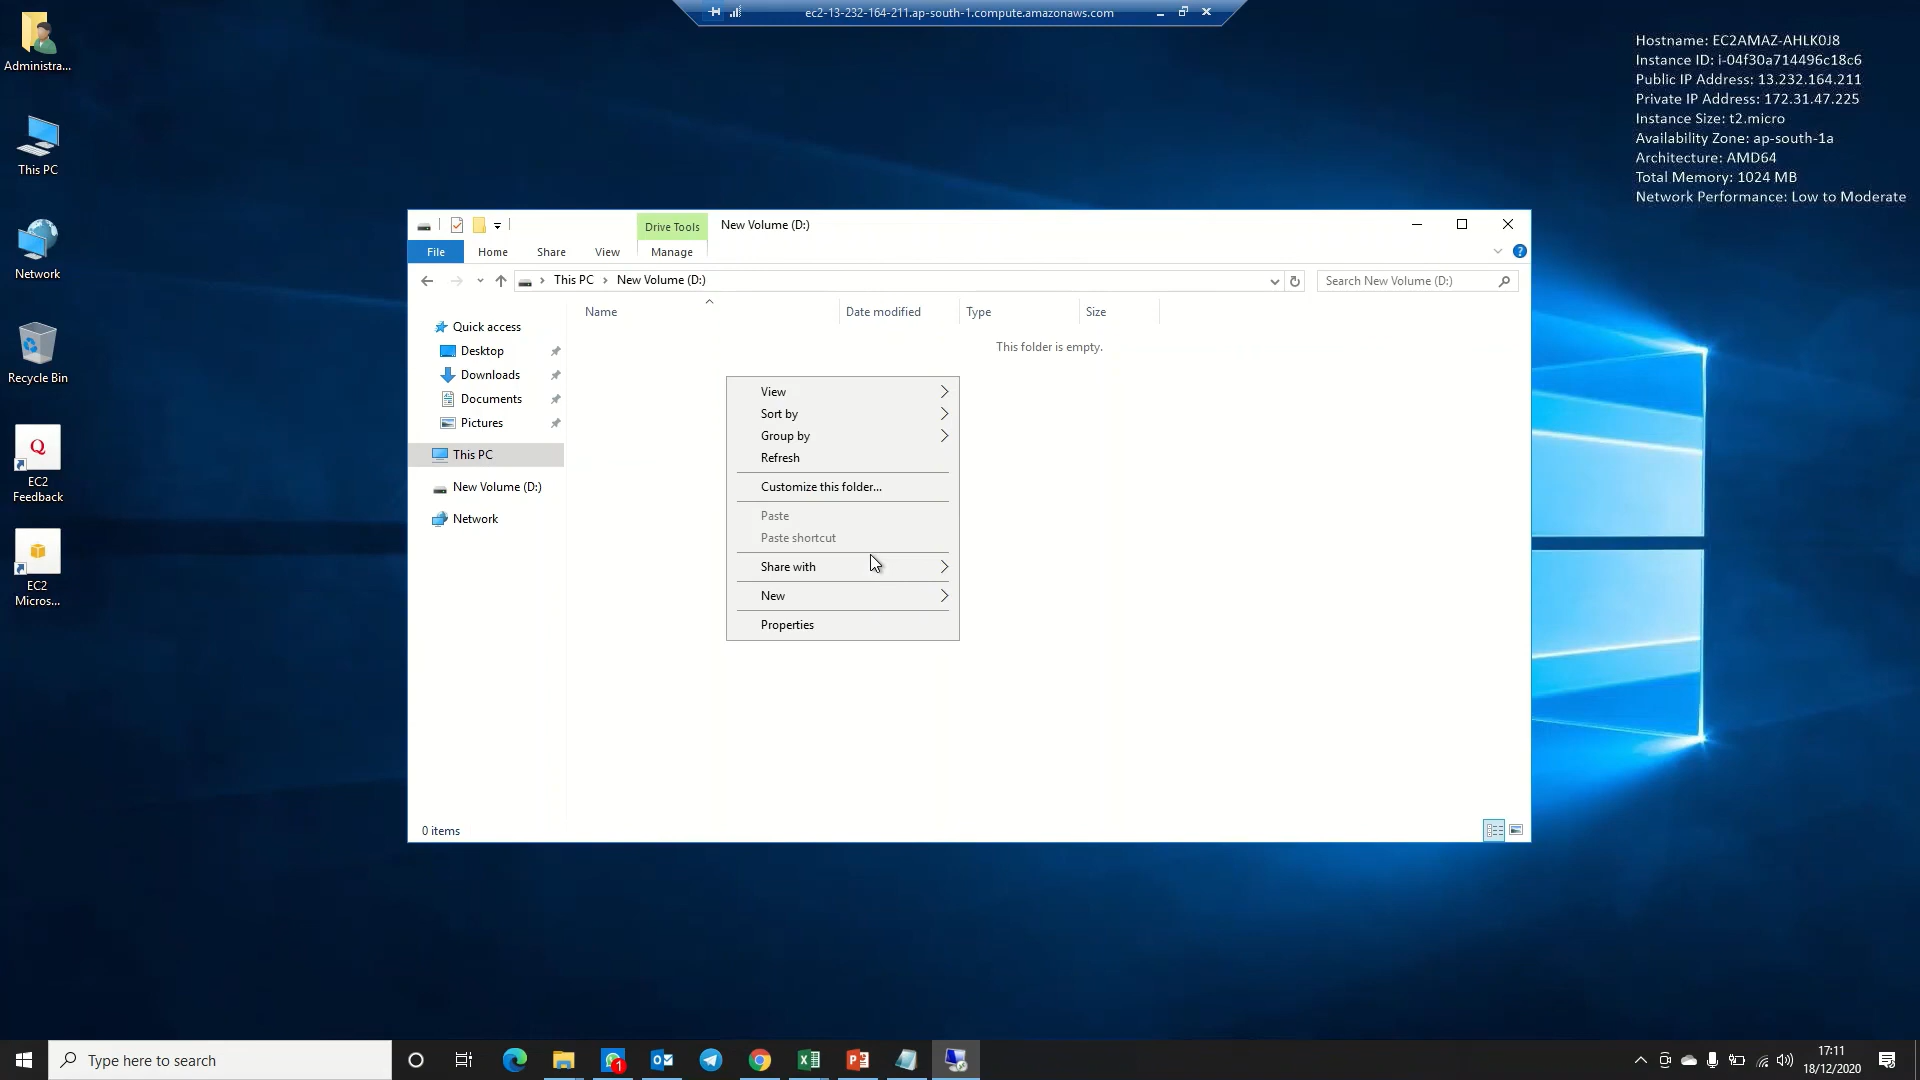 ec2-13-232-164-211.ap-south-1.compute.amazonaws.com
Hostname: EC2AMAZ-AHLK0J8
Instance ID: i-04f30a714496c18c6
Public IP Address: 13.232.164.211
Private IP Address: 172.31.47.225
Instance Size: t2.micro
Availability Zone: ap-south-1a
Architecture: AMD64
Total Memory: 1024 MB
Network Performance: Low to Moderate
Administra...
This PC
Network
Recycle Bin
EC2
Feedback
EC2
Micros...
Drive Tools
New Volume (D:)
File
Home
Share
View
Manage
This PC
New Volume (D:)
Search New Volume (D:)
Name
Date modified
Type
Size
This folder is empty.
Quick access
Desktop
Downloads
Documents
Pictures
This PC
New Volume (D:)
Network
View
Sort by
Group by
Refresh
Customize this folder...
Paste
Paste shortcut
Share with
New
Properties
0 items
Type here to search
1
17:11
18/12/2020